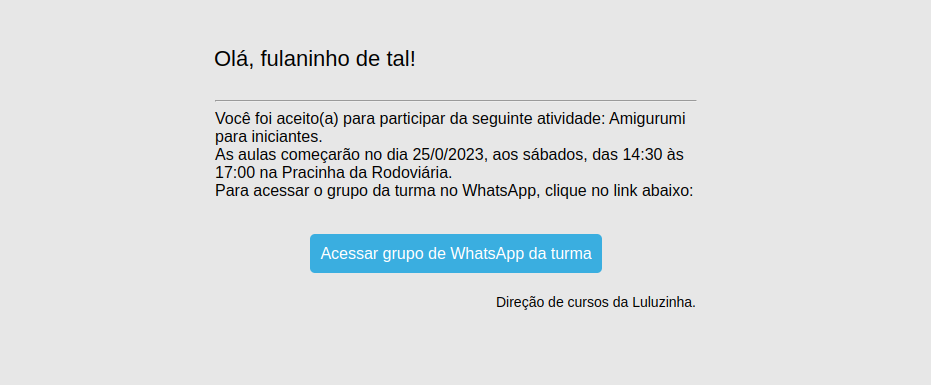 Olá, fulaninho de tal!
Você foi aceito(a) para participar da seguinte atividade: Amigurumi
para iniciantes.
As aulas começarão no dia 25/0/2023, aos sábados, das 14:30 às
17:00 na Pracinha da Rodoviária.
Para acessar o grupo da turma no WhatsApp, clique no link abaixo:
Acessar grupo de WhatsApp da turma
Direção de cursos da Luluzinha.